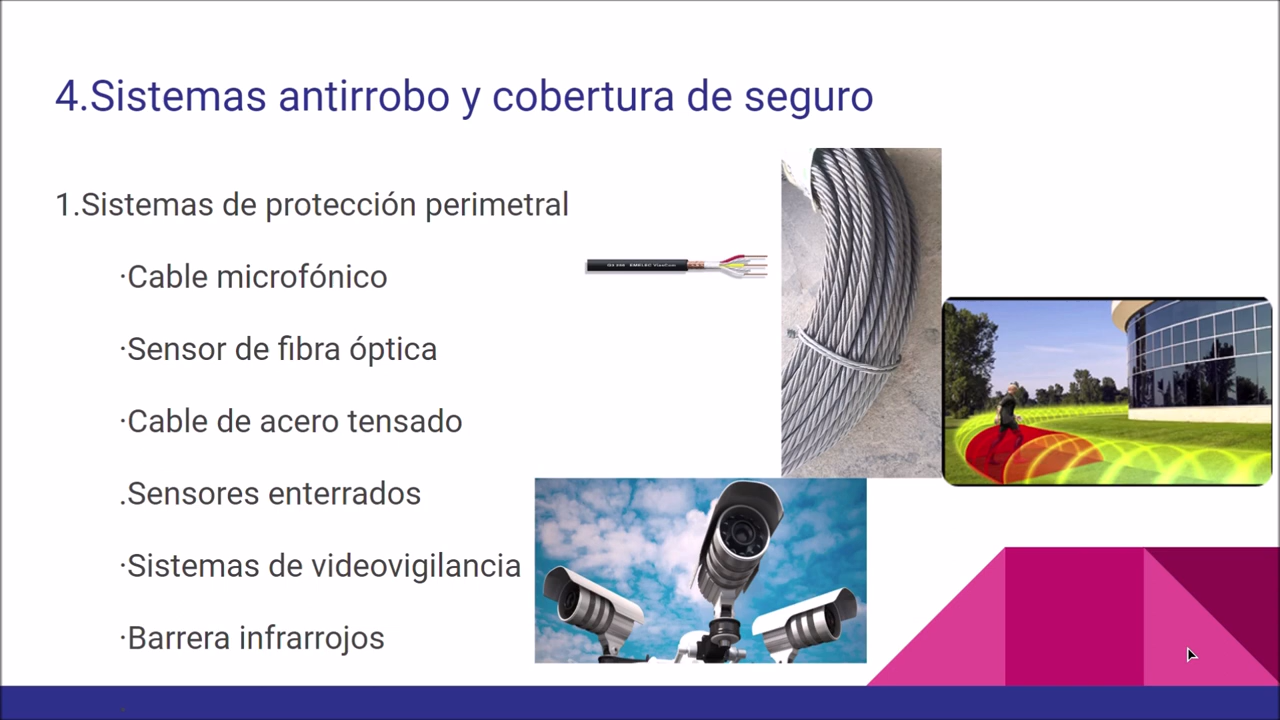 4.Sistemas antirrobo y cobertura de seguro
1.Sistemas de protección perimetral
·Cable microfónico
·Sensor de fibra óptica
·Cable de acero tensado
.Sensores enterrados
·Sistemas de videovigilancia
·Barrera infrarrojos